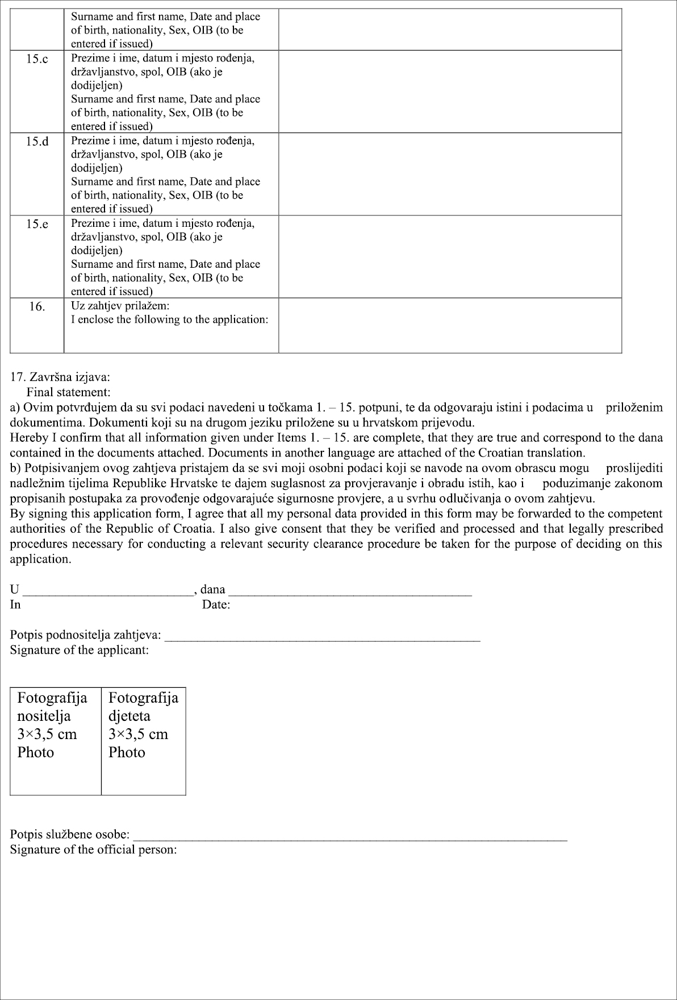 Surname and first name, Date and place
of birth, nationality, Sex, OIB (to be
entered if issued)
15.c
Prezime i ime, datum i mjesto rođenja,
državljanstvo, spol, OIB (ako je
dodijeljen)
Surname and first name, Date and place
of birth, nationality, Sex, OIB (to be
entered if issued)
15.d
Prezime i ime, datum i mjesto rođenja,
državljanstvo, spol, OIB (ako je
dodijeljen)
Surname and first name, Date and place
of birth, nationality, Sex, OIB (to be
entered if issued)
15.e
Prezime i ime, datum i mjesto rođenja,
državljanstvo, spol, OIB (ako je
dodijeljen)
Surname and first name, Date and place
of birth, nationality, Sex, OIB (to be
entered if issued)
16.
Uz zahtjev prilažem:
I enclose the following to the application:
17. Završna izjava:
Final statement:
a) Ovim potvrđujem da su svi podaci navedeni u točkama 1. – 15. potpuni, te da odgovaraju istini i podacima u priloženim
dokumentima. Dokumenti koji su na drugom jeziku priložene su u hrvatskom prijevodu.
Hereby I confirm that all information given under Items 1. – 15. are complete, that they are true and correspond to the dana
contained in the documents attached. Documents in another language are attached of the Croatian translation.
b) Potpisivanjem ovog zahtjeva pristajem da se svi moji osobni podaci koji se navode na ovom obrascu mogu proslijediti
nadležnim tijelima Republike Hrvatske te dajem suglasnost za provjeravanje i obradu istih, kao i poduzimanje zakonom
propisanih postupaka za provođenje odgovarajuće sigurnosne provjere, a u svrhu odlučivanja o ovom zahtjevu.
By signing this application form, I agree that all my personal data provided in this form may be forwarded to the competent
authorities of the Republic of Croatia. I also give consent that they be verified and processed and that legally prescribed
procedures necessary for conducting a relevant security clearance procedure be taken for the purpose of deciding on this
application.
U __________________________, dana _____________________________________
In Date:
Potpis podnositelja zahtjeva: ________________________________________________
Signature of the applicant:
Fotografija
nositelja
3×3,5 cm
Photo
Fotografija
djeteta
3×3,5 cm
Photo
Potpis službene osobe: __________________________________________________________________
Signature of the official person: